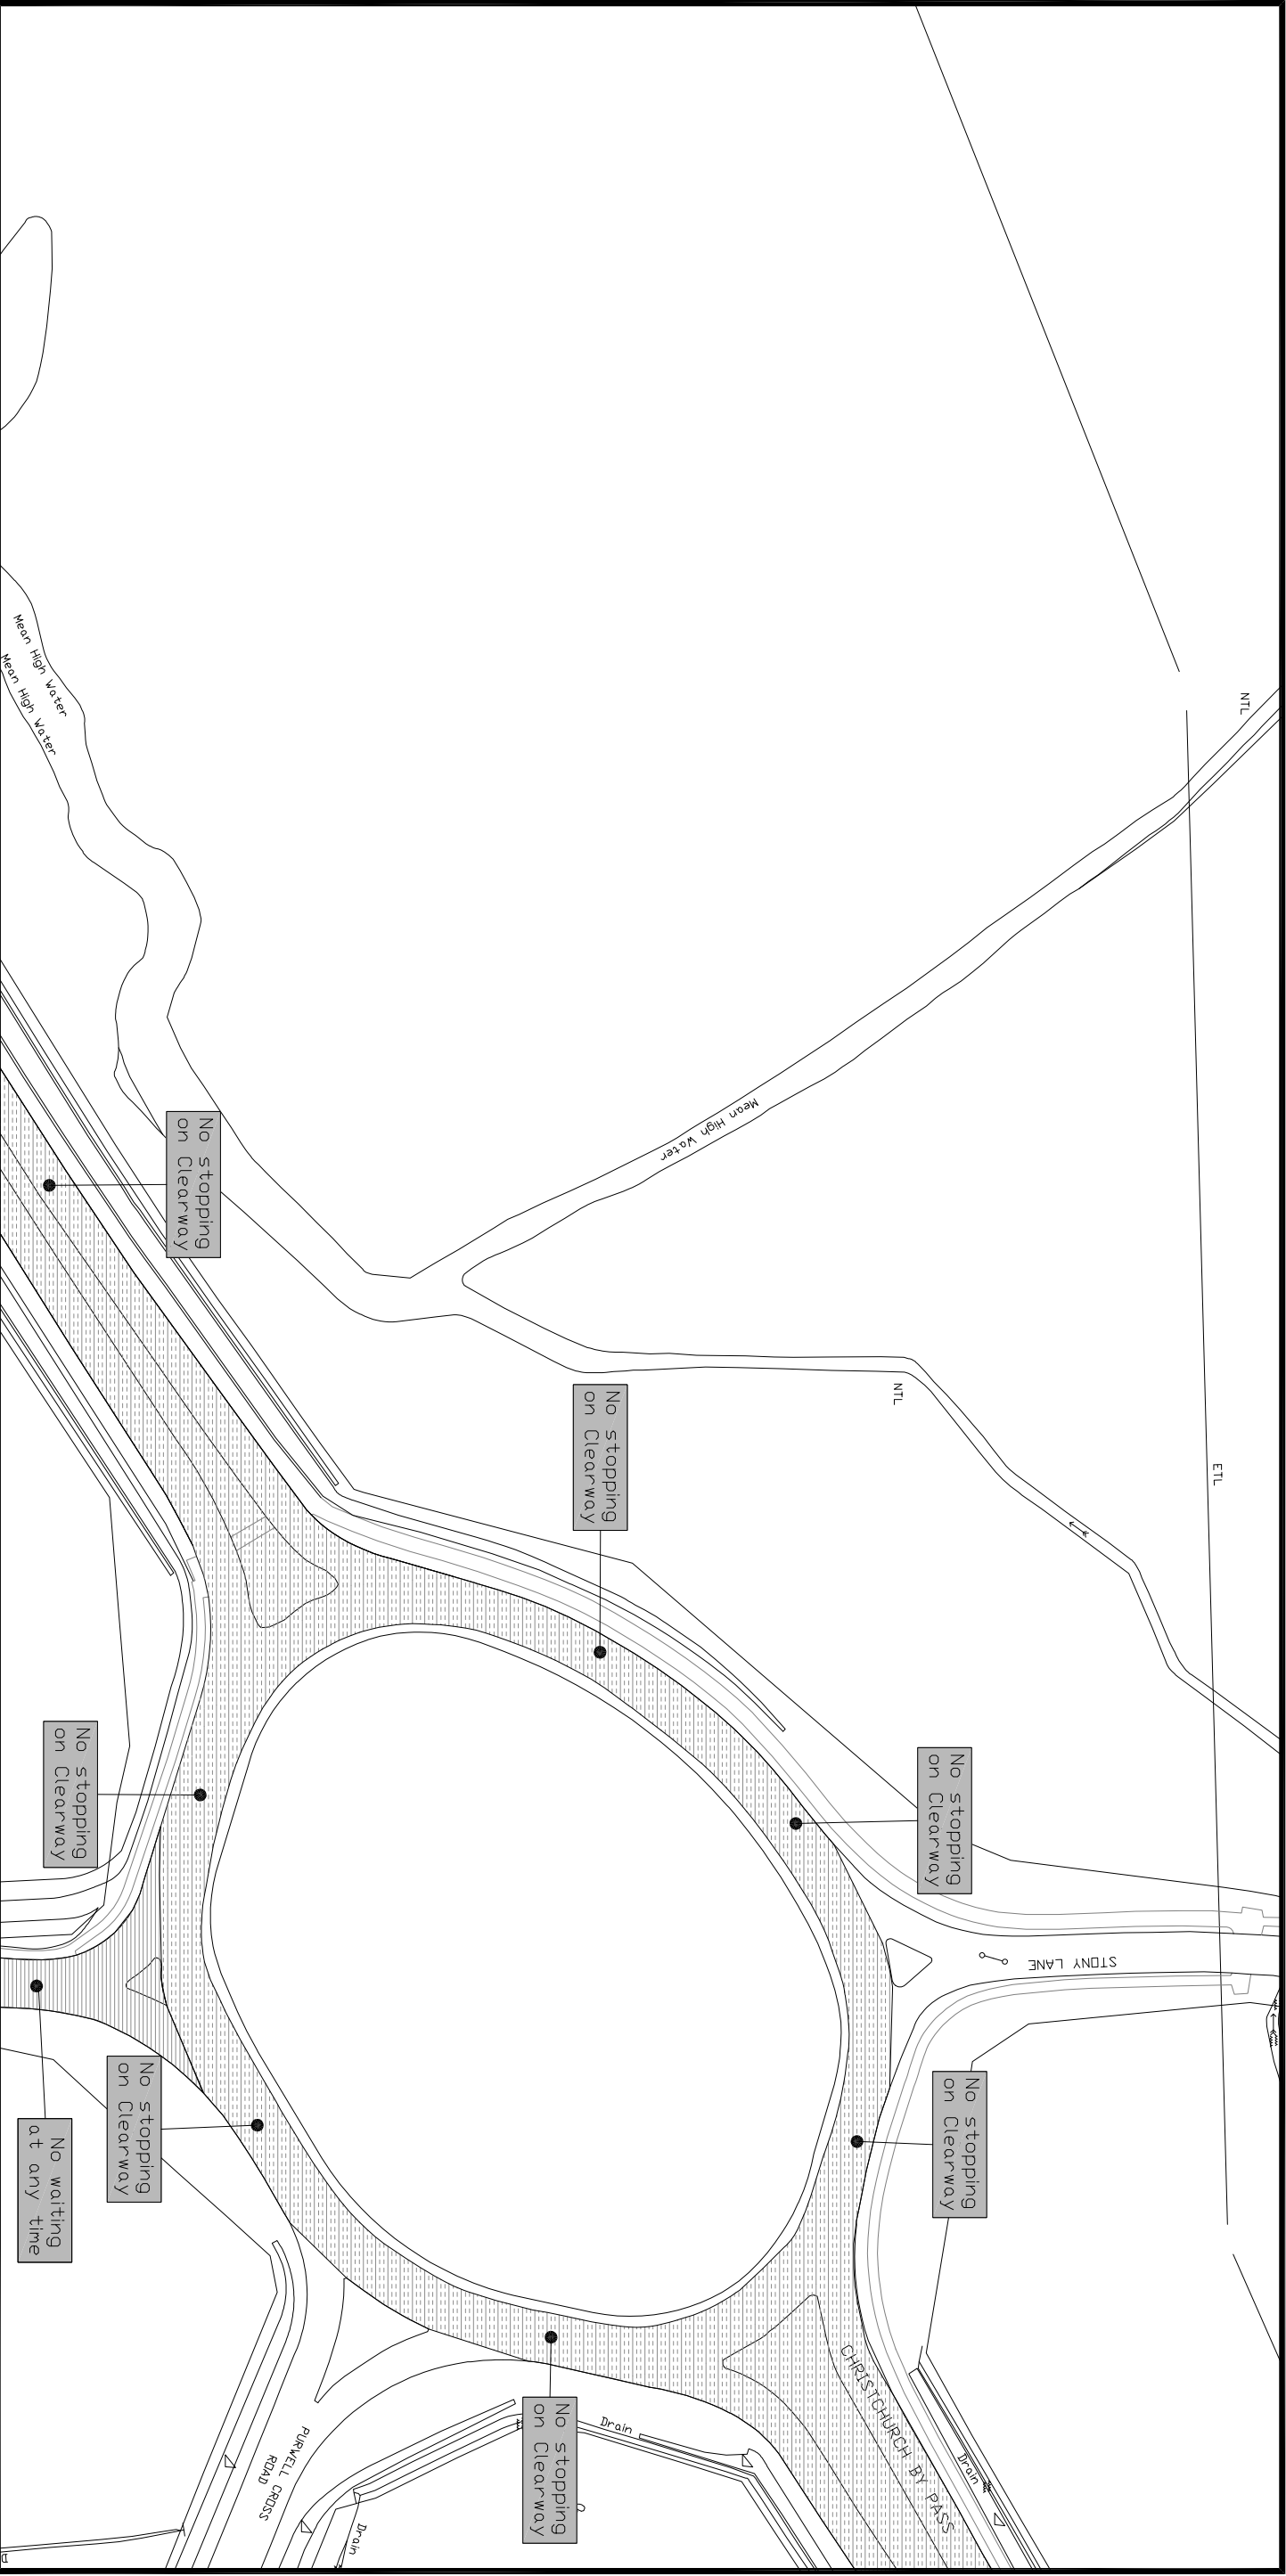 NTL
Mean High Water
Mean High Water
Mean High Water
No stopping
on Clearway
NTL
No stopping
on Clearway
ETL
No stopping
on Clearway
No stopping
on Clearway
STONY LANE
No stopping
on Clearway
No stopping
on Clearway
No waiting
at any time
No stopping
on Clearway
CHRISTCHURCH BY PASS
Drain
Drain
PURWELL CROSS
ROAD
Drain